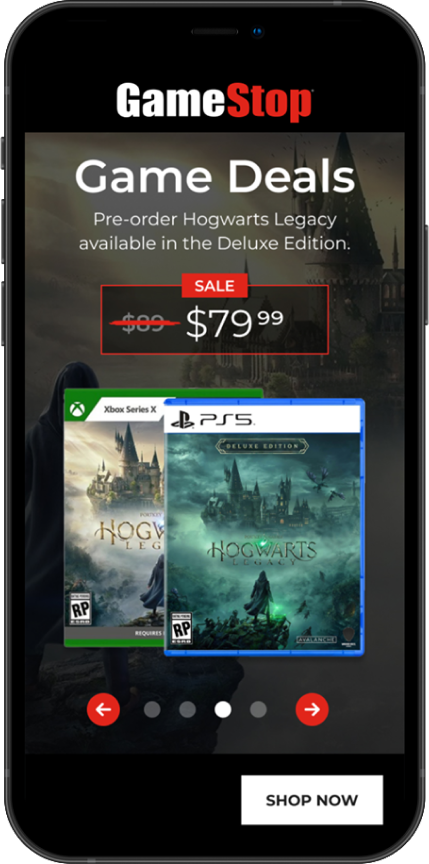 GameStop
Game Deals
Pre-order Hogwarts Legacy
available in the Deluxe Edition.
SALE
$89 $79 99
Xbox Series X
PS5
DELUXE EDITION
HOGW
LEG
HOGWARTS
LEGACY
RP
RP
REQUIRES
AVALANCHE
SHOP NOW